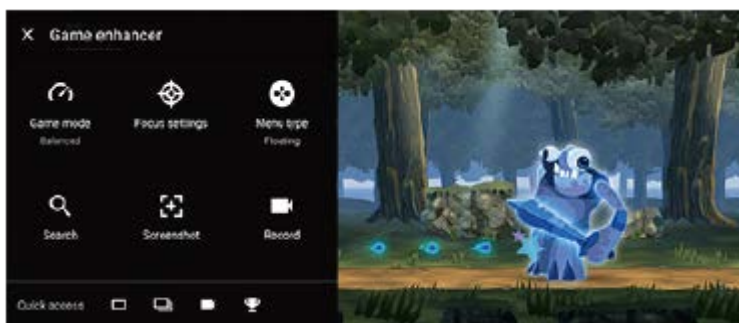 Game enhancer
Game mode
Balanced
Focus settings
Menu type
Floating
Search
Screenshot
Record
Quick access